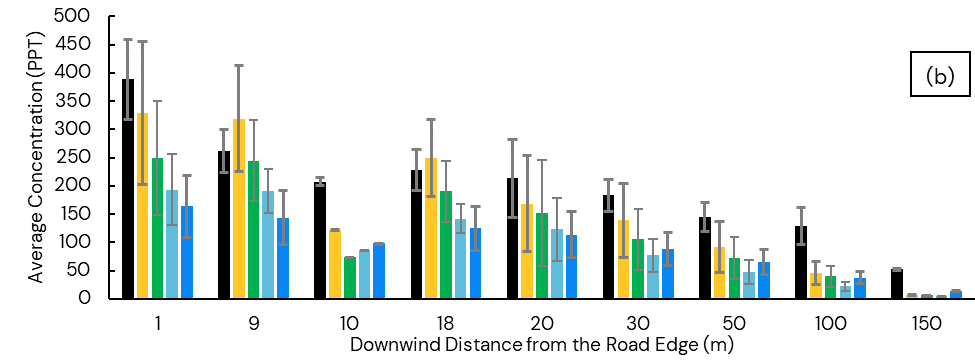 500
450
400
350
300
250
200
150
100
50
0
Average Concentration (PPT)
(b)
1 9 10 18 20 30 50 100 150
Downwind Distance from the Road Edge (m)